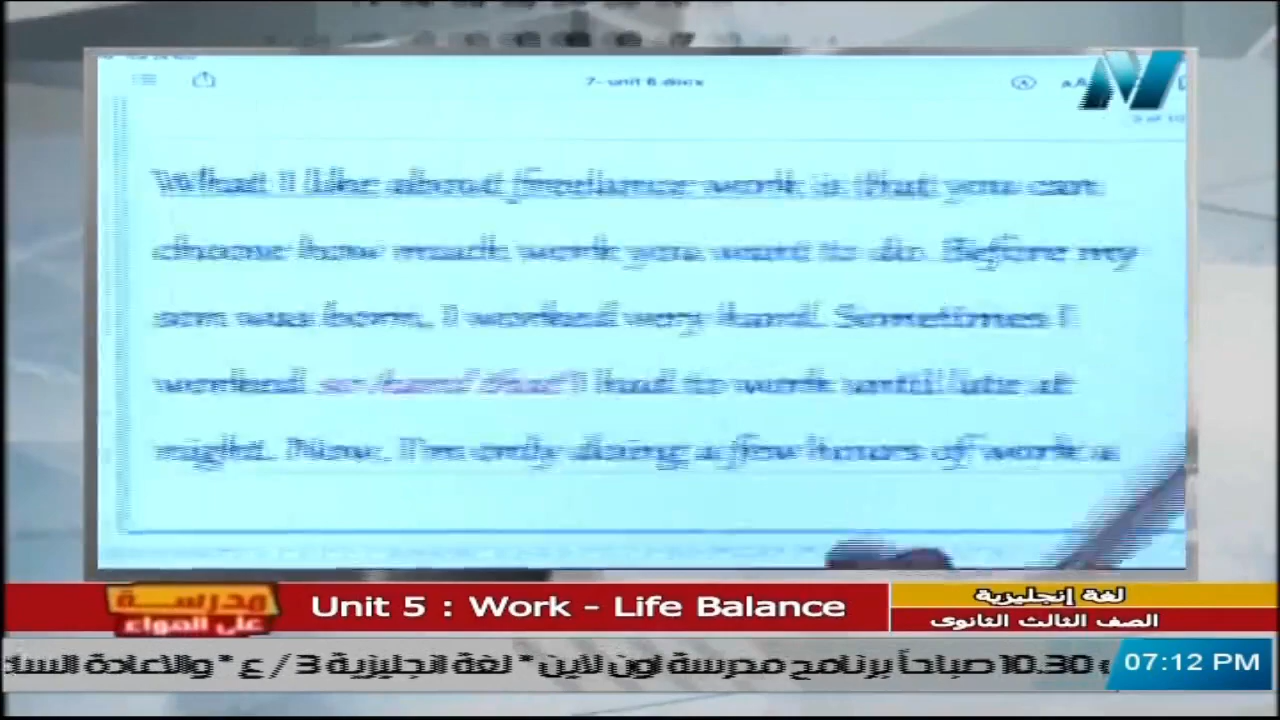 7- unit 6.docx
What I like about freelance work is that you can
choose how much work you want to do. Before my
son was born, I worked very hard. Sometimes I
worked so hard that I had to work until late at
night. Now, I'm only doing a few hours of work a
مدرسة
على الهواء
Unit 5 : Work - Life Balance
لغة إنجليزية
الصف الثالث الثانوى
10.30 صباحاً برنامج مدرسة اون لاين * لغة انجليزية 3 / ع * والاعادة
07:12 PM